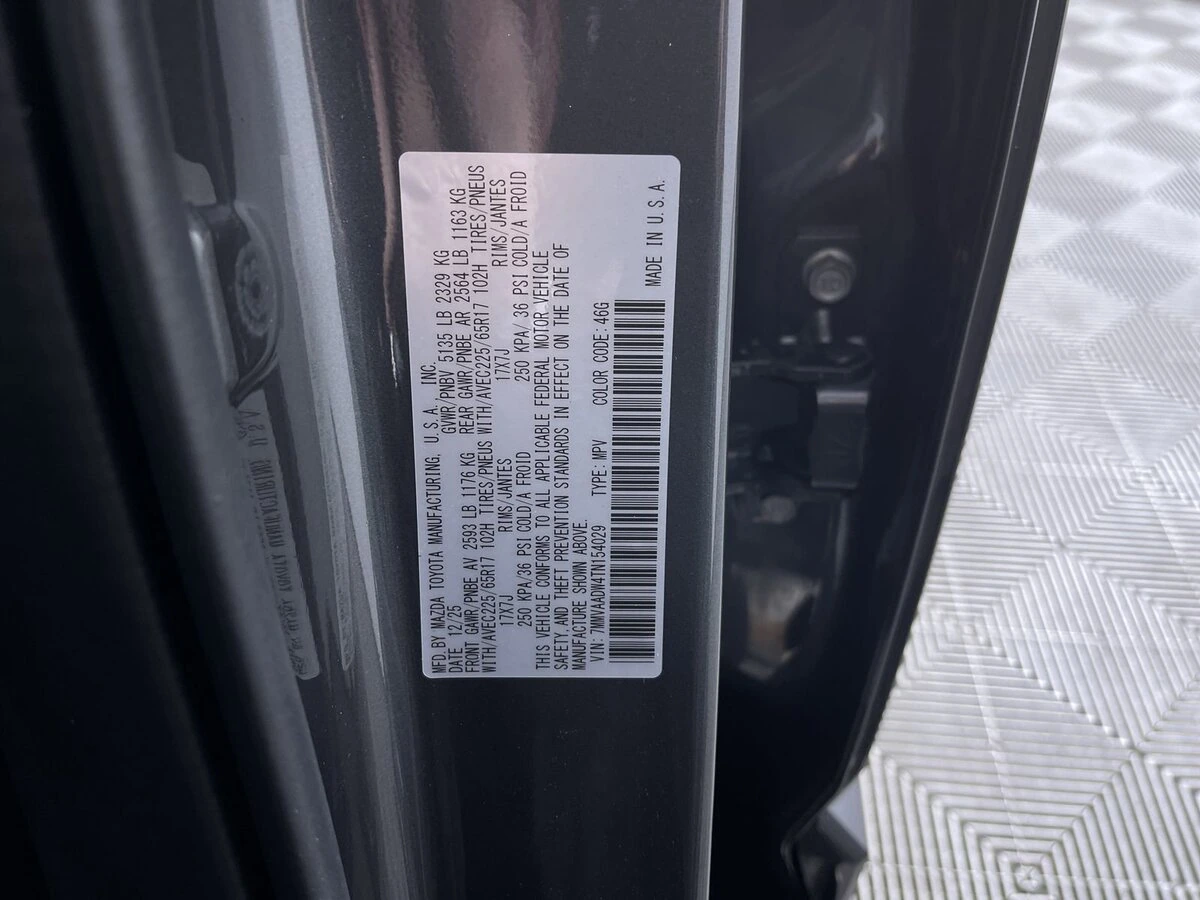 MFD.BY MAZDA TOYOTA MANUFACTURING, U.S.A. INC.
DATE 12/25 GVWR/PNBV 5135 LB 2329 KG
FRONT GAWR/PNBE AV 2593 LB 1176 KG REAR GAWR/PNBE AR 2564 LB 1163 KG
WITH/AVEC225/65R17 102H TIRES/PNEUS WITH/AVEC225/65R17 102H TIRES/PNEUS
17X7J RIMS/JANTES 17X7J RIMS/JANTES
250 KPA/36 PSI COLD/A FROID 250 KPA/ 36 PSI COLD/A FROID
THIS VEHICLE CONFORMS TO ALL APPLICABLE FEDERAL MOTOR VEHICLE
SAFETY AND THEFT PREVENTION STANDARDS IN EFFECT ON THE DATE OF
MANUFACTURE SHOWN ABOVE.
VIN: 7MMVAADW4TN154029 TYPE: MPV COLOR CODE: 46G
MADE IN U.S.A.